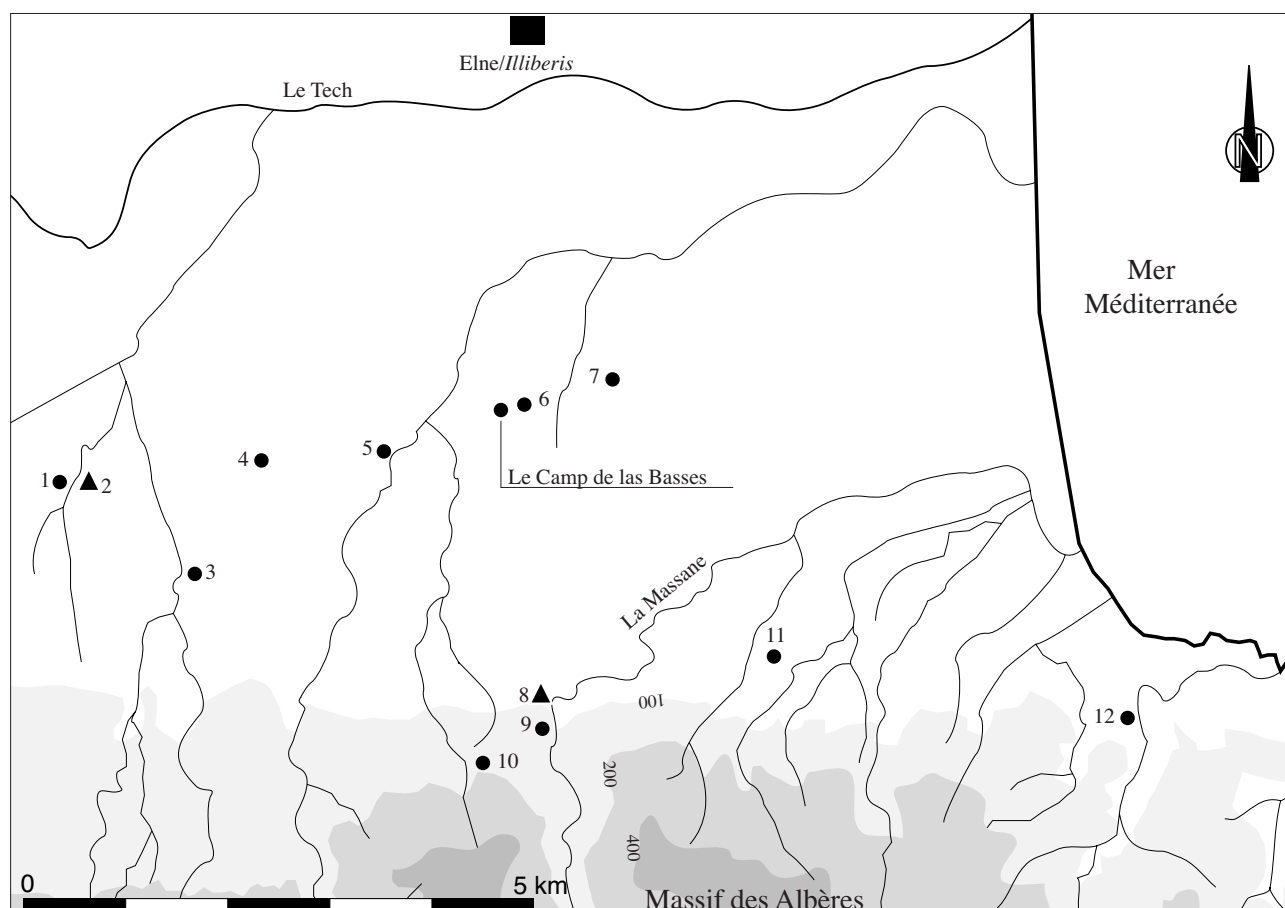 Elne/Illiberis
Le Tech
N
Mer
Méditerranée
7
6
5
4
Le Camp de las Basses
1
2
3
La Massane
11
8
100
9
12
10
200
400
0
5 km
Massif des Albères